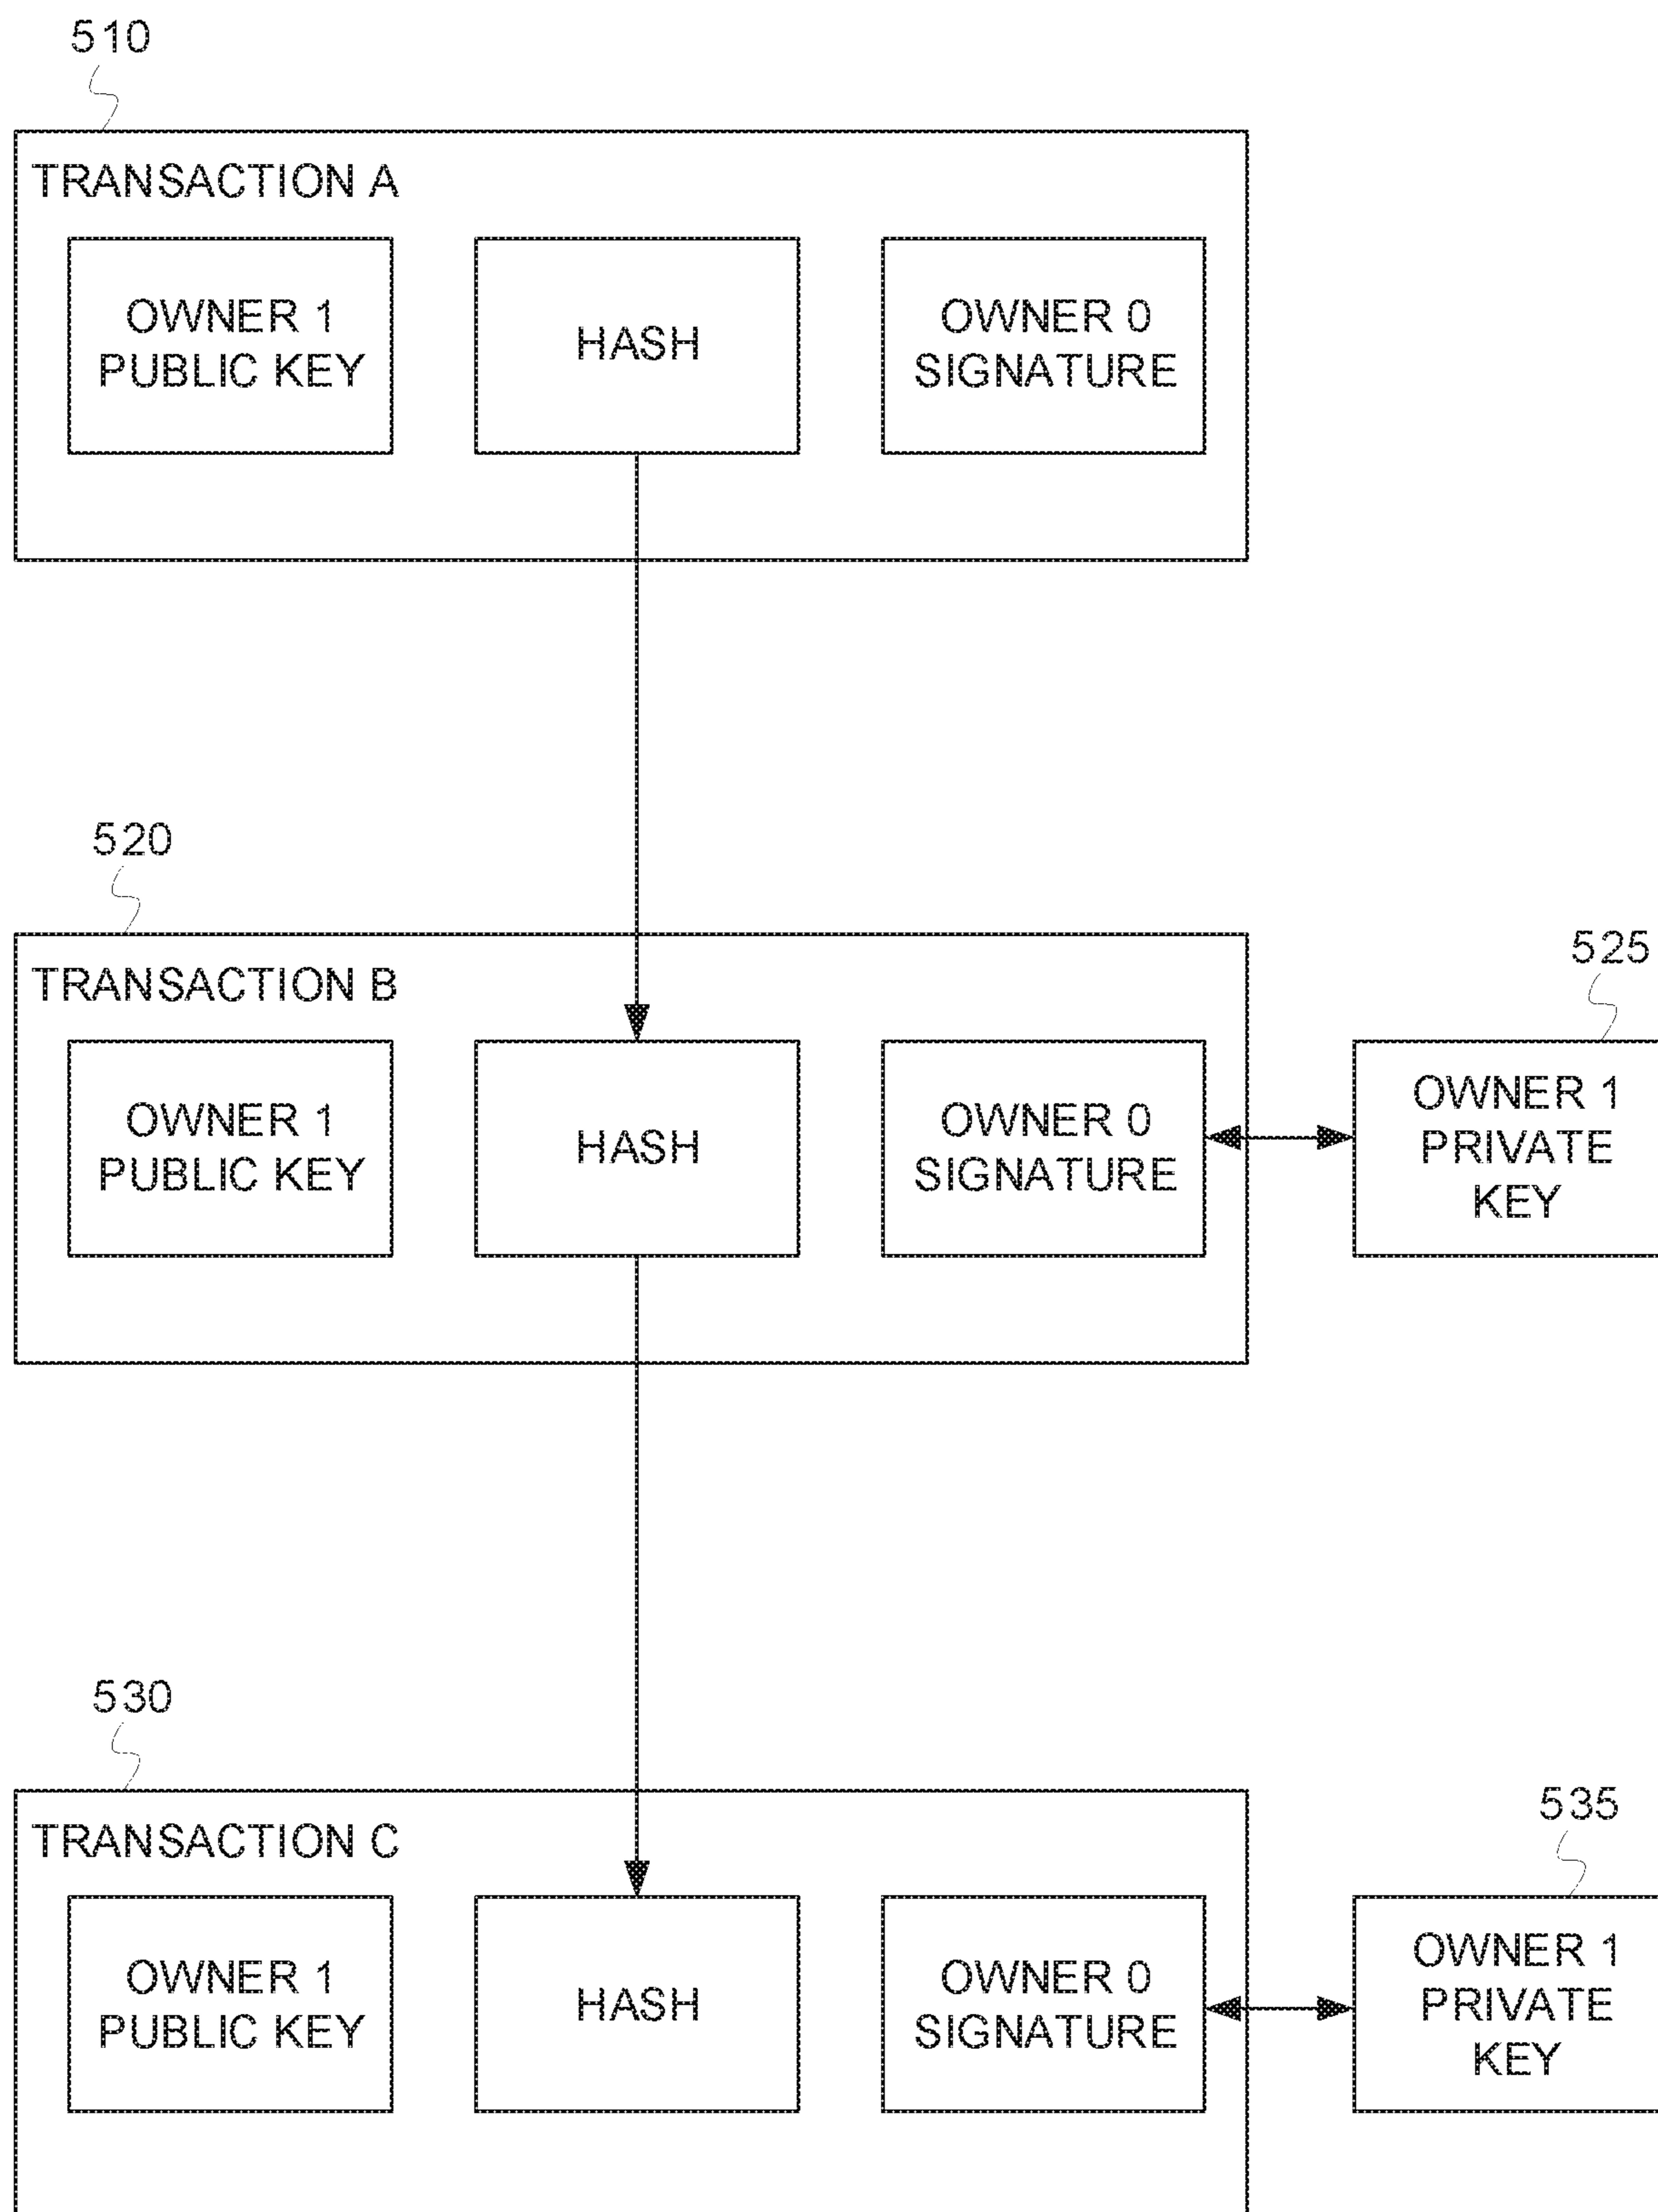 510
TRANSACTION A
OWNER 1
PUBLIC KEY
HASH
OWNER 0
SIGNATURE
520
525
TRANSACTION B
OWNER 1
PUBLIC KEY
HASH
OWNER 0
SIGNATURE
OWNER 1
PRIVATE
KEY
530
535
TRANSACTION C
OWNER 1
PUBLIC KEY
HASH
OWNER 0
SIGNATURE
OWNER 1
PRIVATE
KEY